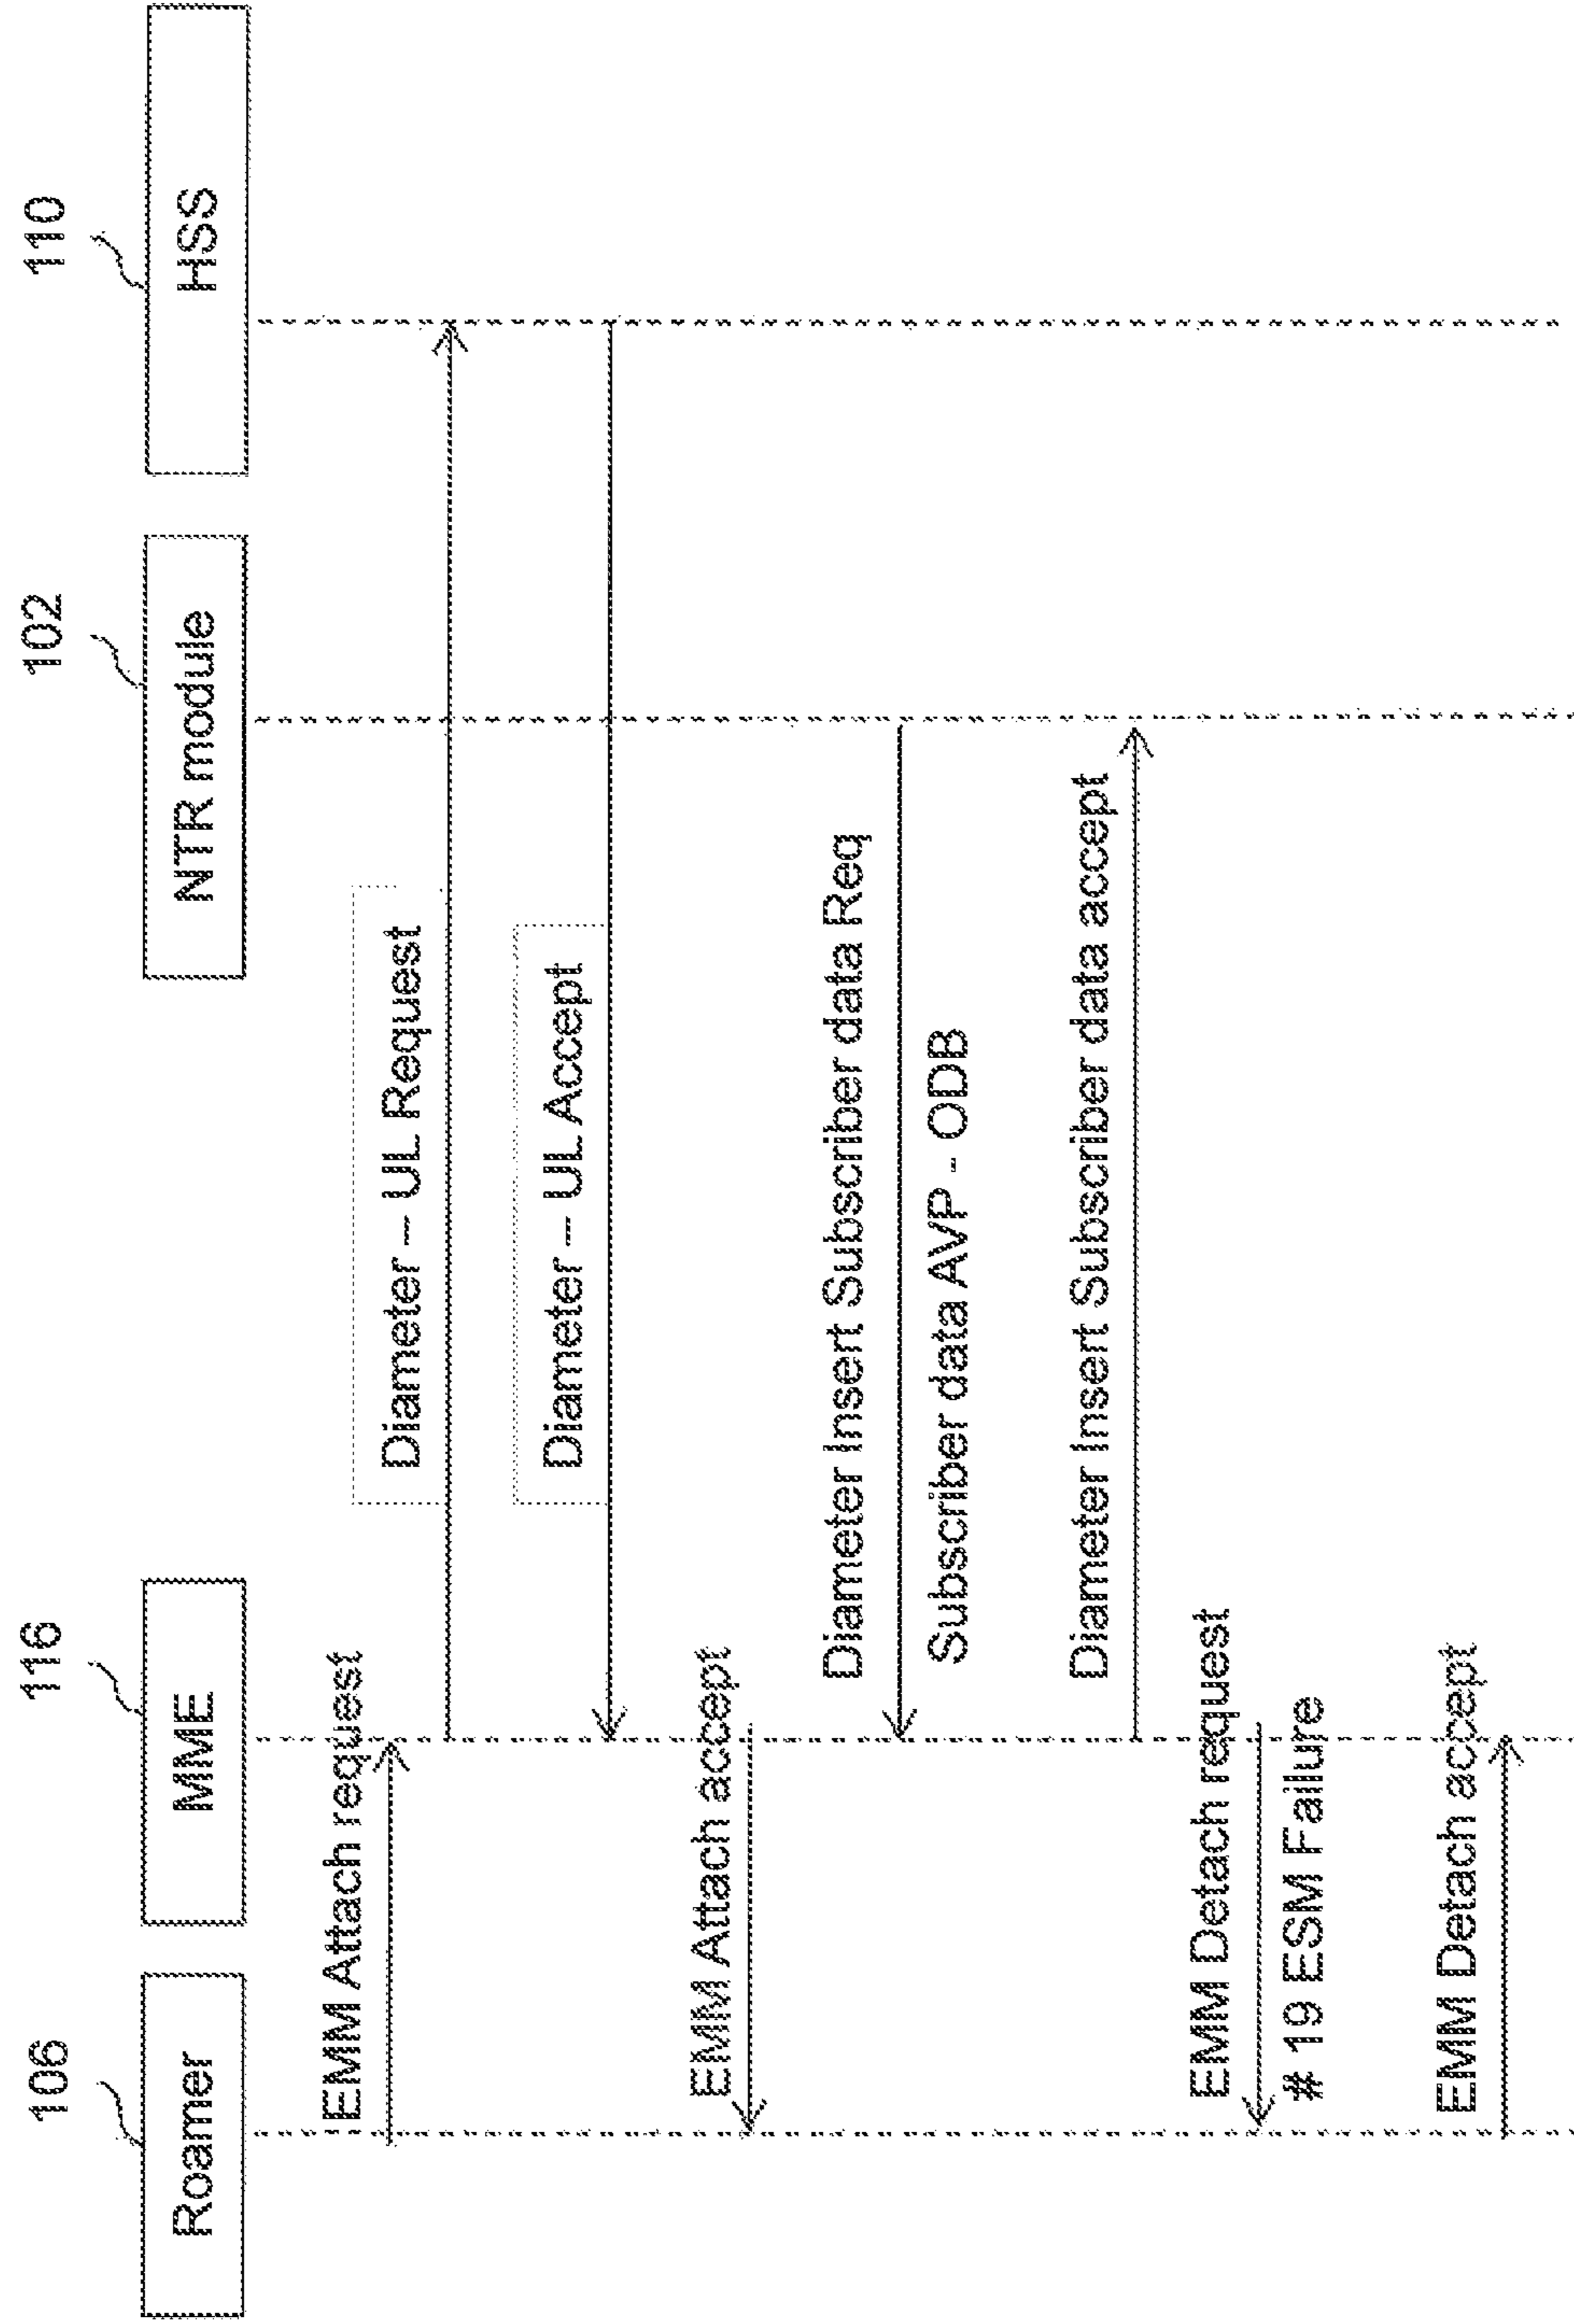 106
116
102
110
Roamer
MME
NTR module
HSS
EMM Attach request
Diameter – UL Request
Diameter – UL Accept
EMM Attach accept
Diameter Insert Subscriber data Req
Subscriber data AVP - ODB
Diameter Insert Subscriber data accept
EMM Detach request
# 19 ESM Failure
EMM Detach accept